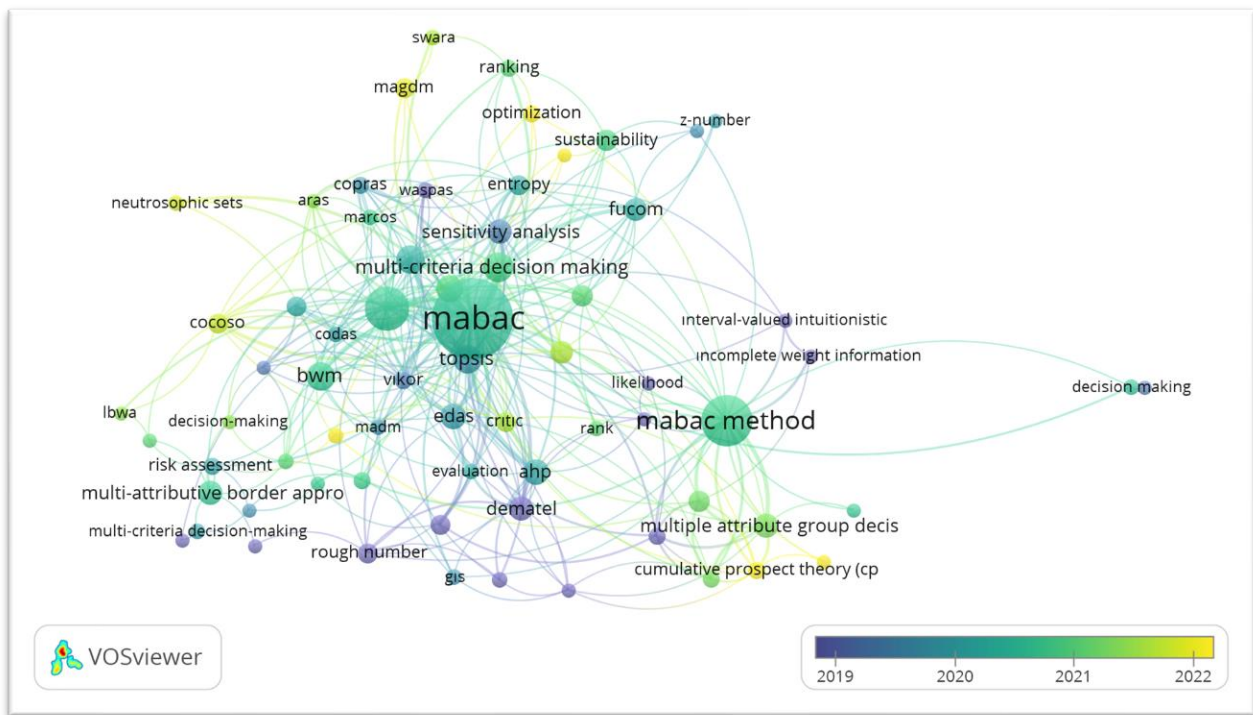 swara
ranking
magdm
optimization
z-number
sustainability
copras
waspas
entropy
neutrosophic sets
aras
marcos
fucom
sensitivity analysis
multi-criteria decision making
mabac
cocoso
codas
interval-valued intuitionistic
topsis
incomplete weight information
bwm
vikor
likelihood
decision making
lbwa
decision-making
madm
edas
critic
rank
mabac method
risk assessment
evaluation
ahp
multi-attributive border appro
dematel
multiple attribute group decis
multi-criteria decision-making
rough number
gis
cumulative prospect theory (cp
VOSviewer
2019
2020
2021
2022